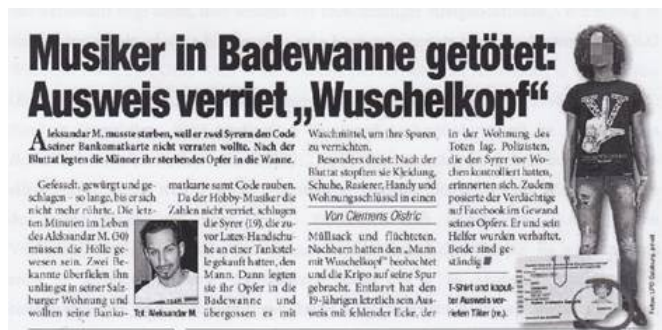 Musiker in Badewanne getötet:
Ausweis verriet „Wuschelkopf“
Aleksandar M. musste sterben, weil er zwei Syrern den Code
seiner Bankomatkarte nicht verraten wollte. Nach der
Bluttat legten die Männer ihr sterbendes Opfer in die Wanne.
Gefesselt, gewürgt und ge-
schlagen – so lange, bis er sich
nicht mehr rührte. Die letz-
ten Minuten im Leben
des Aleksandar M. (30)
müssen die Hölle ge-
wesen sein. Zwei Be-
kannte überfielen ihn
unlängst in seiner Salz-
burger Wohnung und
wollten seine Banko-
matkarte samt Code rauben.
Da der Hobby-Musiker die
Zahlen nicht verriet, schlugen
die Syrer (19), die zu-
vor Latex-Handschu-
he an einer Tankstel-
le gekauft hatten, den
Mann. Dann legten
sie ihr Opfer in die
Badewanne und
übergossen es mit
Tot: Aleksandar M.
Waschmittel, um ihre Spuren
zu vernichten.
Besonders dreist: Nach der
Bluttat stopften sie Kleidung,
Schuhe, Rasierer, Handy und
Wohnungsschlüssel in einen
Von Clemens Oistric
Müllsack und flüchteten.
Nachbarn hatten den „Mann
mit Wuschelkopf“ beobachtet
und die Kripo auf seine Spur
gebracht. Entlarvt hat den
19-Jährigen letztlich sein Aus-
weis mit fehlender Ecke, der
in der Wohnung des
Toten lag. Polizisten,
die den Syrer vor Wo-
chen kontrolliert hatten,
erinnerten sich. Zudem
posierte der Verdächtige
auf Facebook im Gewand
seines Opfers. Er und sein
Helfer wurden verhaftet.
Beide sind ge-
ständig
T-Shirt und kaput-
ter Ausweis ver-
rieten Täter (re.).
Fotos: LPD Salzburg, privat